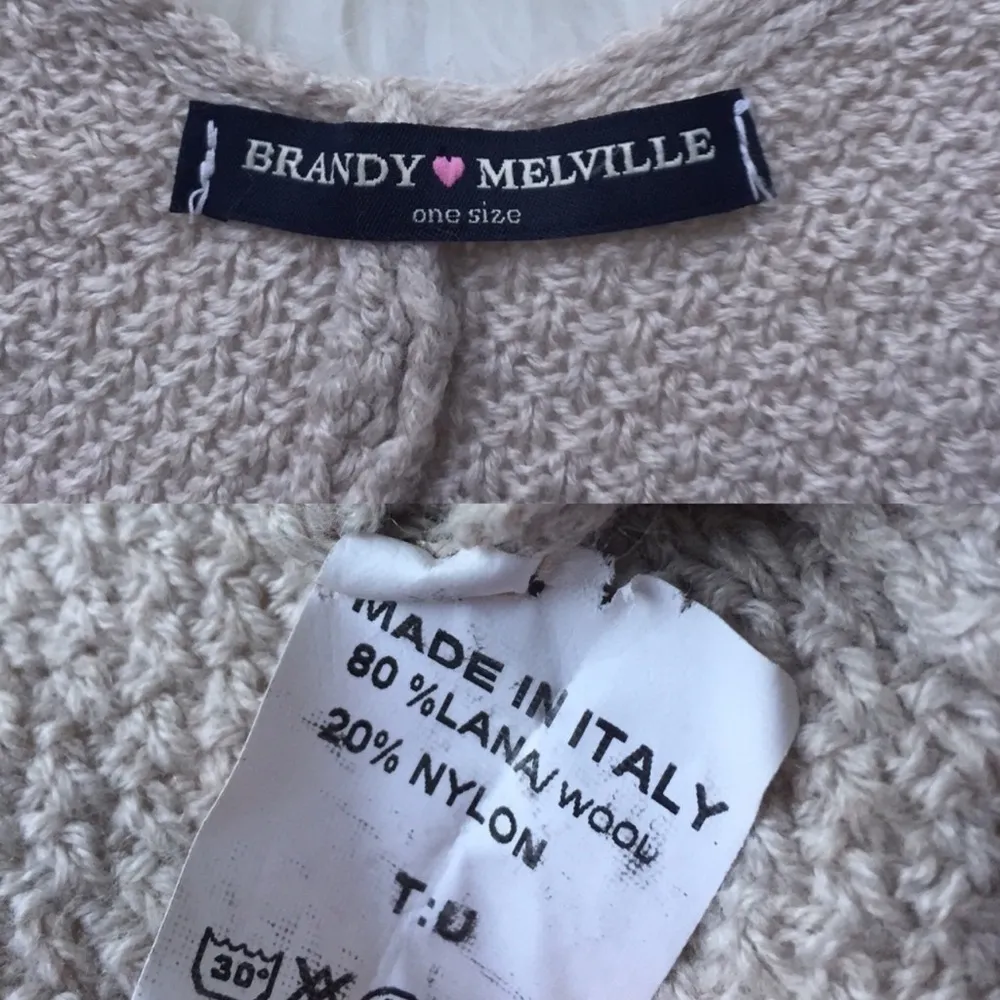 BRANDY MELVILLE
one size
MADE IN ITALY
80 %LANA/WOOL
20% NYLON
T:U
30°